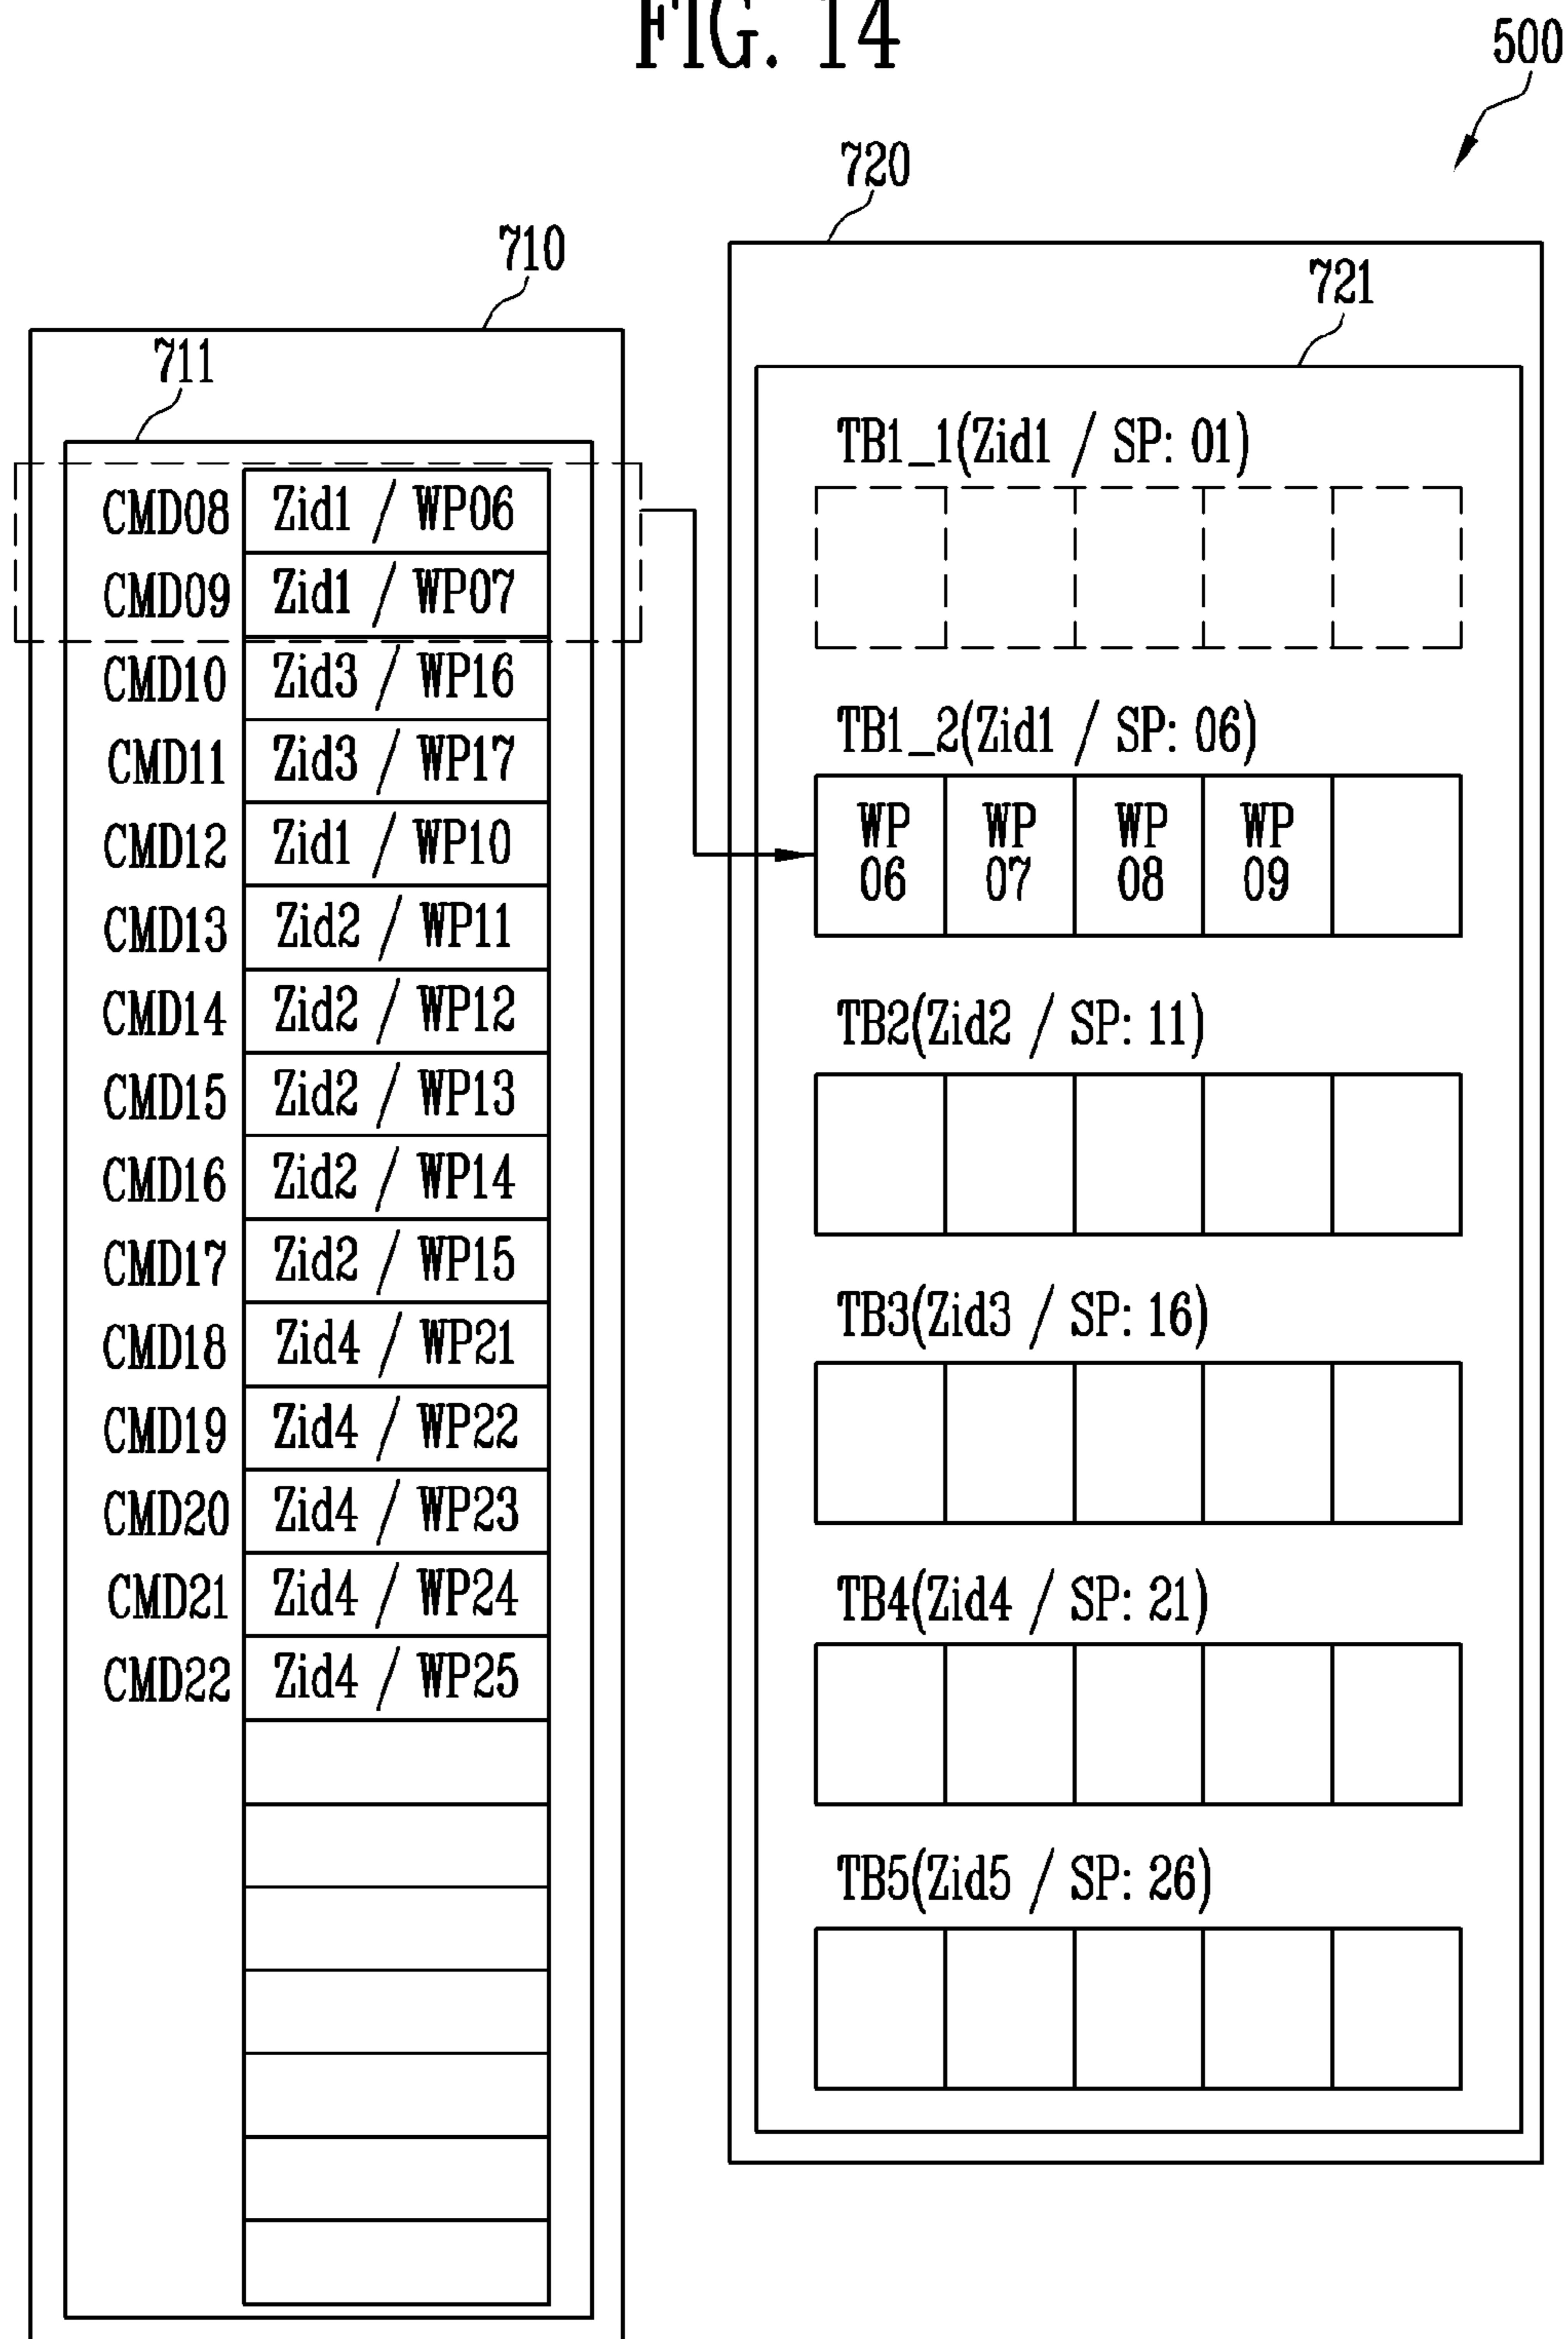 FIG. 14
500
720
710
721
711
CMD08 Zid1 / WP06
CMD09 Zid1 / WP07
CMD10 Zid3 / WP16
CMD11 Zid3 / WP17
CMD12 Zid1 / WP10
CMD13 Zid2 / WP11
CMD14 Zid2 / WP12
CMD15 Zid2 / WP13
CMD16 Zid2 / WP14
CMD17 Zid2 / WP15
CMD18 Zid4 / WP21
CMD19 Zid4 / WP22
CMD20 Zid4 / WP23
CMD21 Zid4 / WP24
CMD22 Zid4 / WP25
TB1_1(Zid1 / SP: 01)
TB1_2(Zid1 / SP: 06)
WP WP WP WP
06 07 08 09
TB2(Zid2 / SP: 11)
TB3(Zid3 / SP: 16)
TB4(Zid4 / SP: 21)
TB5(Zid5 / SP: 26)